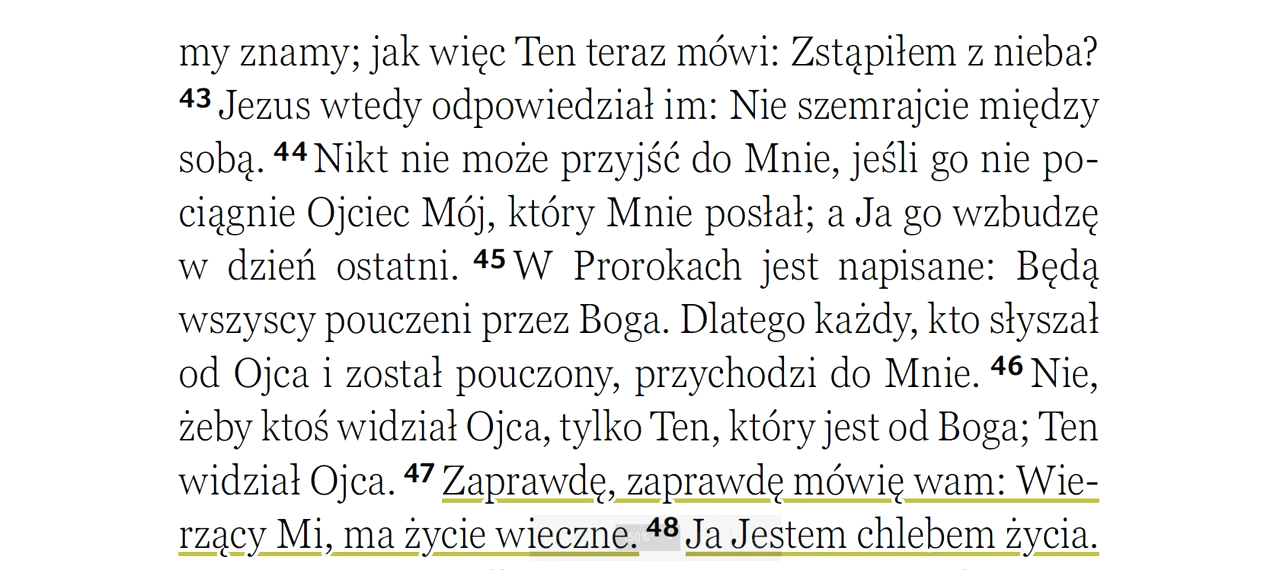 my znamy; jak więc Ten teraz mówi: Zstąpiłem z nieba?
43 Jezus wtedy odpowiedział im: Nie szemrajcie między
sobą. 44 Nikt nie może przyjść do Mnie, jeśli go nie po-
ciągnie Ojciec Mój, który Mnie posłał; a Ja go wzbudzę
w dzień ostatni. 45 W Prorokach jest napisane: Będą
wszyscy pouczeni przez Boga. Dlatego każdy, kto słyszał
od Ojca i został pouczony, przychodzi do Mnie. 46 Nie,
żeby ktoś widział Ojca, tylko Ten, który jest od Boga; Ten
widział Ojca. 47 Zaprawdę, zaprawdę mówię wam: Wie-
rzący Mi, ma życie wieczne. 48 Ja Jestem chlebem życia.